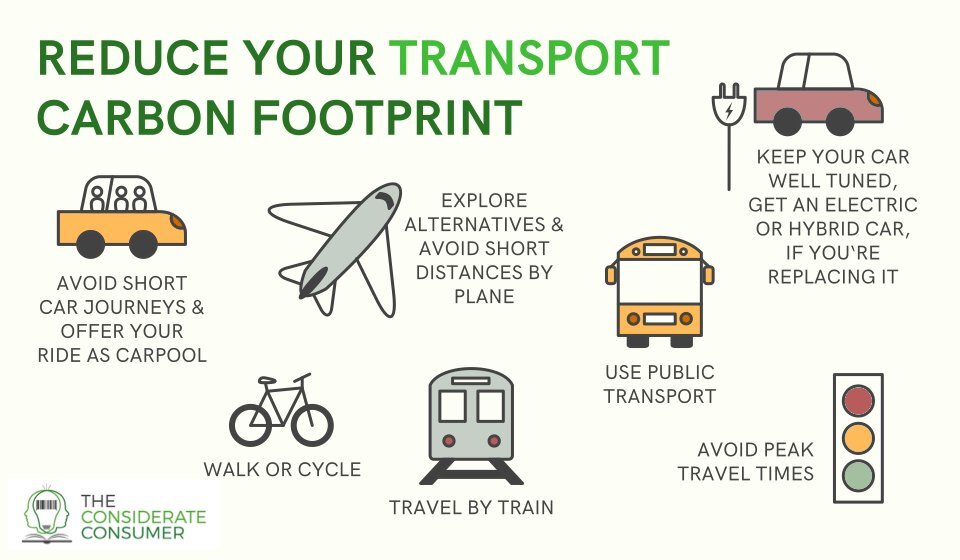 REDUCE YOUR TRANSPORT
CARBON FOOTPRINT
AVOID SHORT
CAR JOURNEYS &
OFFER YOUR
RIDE AS CARPOOL
EXPLORE
ALTERNATIVES &
AVOID SHORT
DISTANCES BY
PLANE
KEEP YOUR CAR
WELL TUNED,
GET AN ELECTRIC
OR HYBRID CAR,
IF YOU‛RE
REPLACING IT
USE PUBLIC
TRANSPORT
WALK OR CYCLE
TRAVEL BY TRAIN
AVOID PEAK
TRAVEL TIMES
THE
CONSIDERATE
CONSUMER